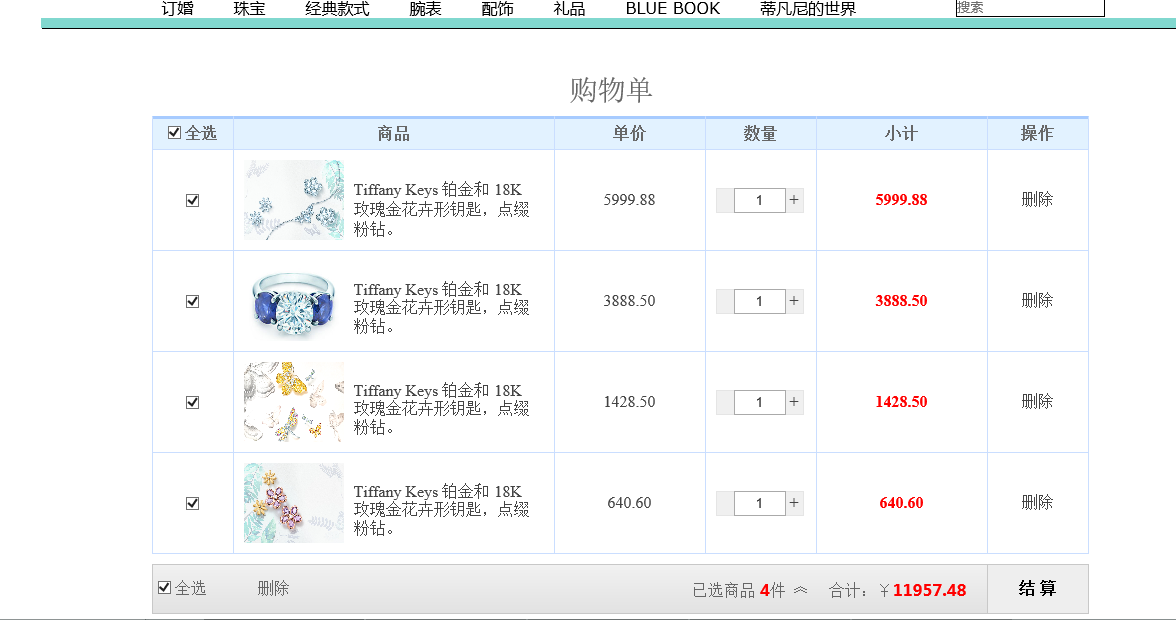 订婚 珠宝 经典款式 腕表 配饰 礼品 BLUE BOOK 蒂凡尼的世界 搜索
购物单
全选 商品 单价 数量 小计 操作
Tiffany Keys 铂金和 18K
玫瑰金花卉形钥匙，点缀
粉钻。
5999.88 1 + 5999.88 删除
Tiffany Keys 铂金和 18K
玫瑰金花卉形钥匙，点缀
粉钻。
3888.50 1 + 3888.50 删除
Tiffany Keys 铂金和 18K
玫瑰金花卉形钥匙，点缀
粉钻。
1428.50 1 + 1428.50 删除
Tiffany Keys 铂金和 18K
玫瑰金花卉形钥匙，点缀
粉钻。
640.60 1 + 640.60 删除
全选 删除 已选商品 4件 ︽ 合计：￥11957.48 结 算